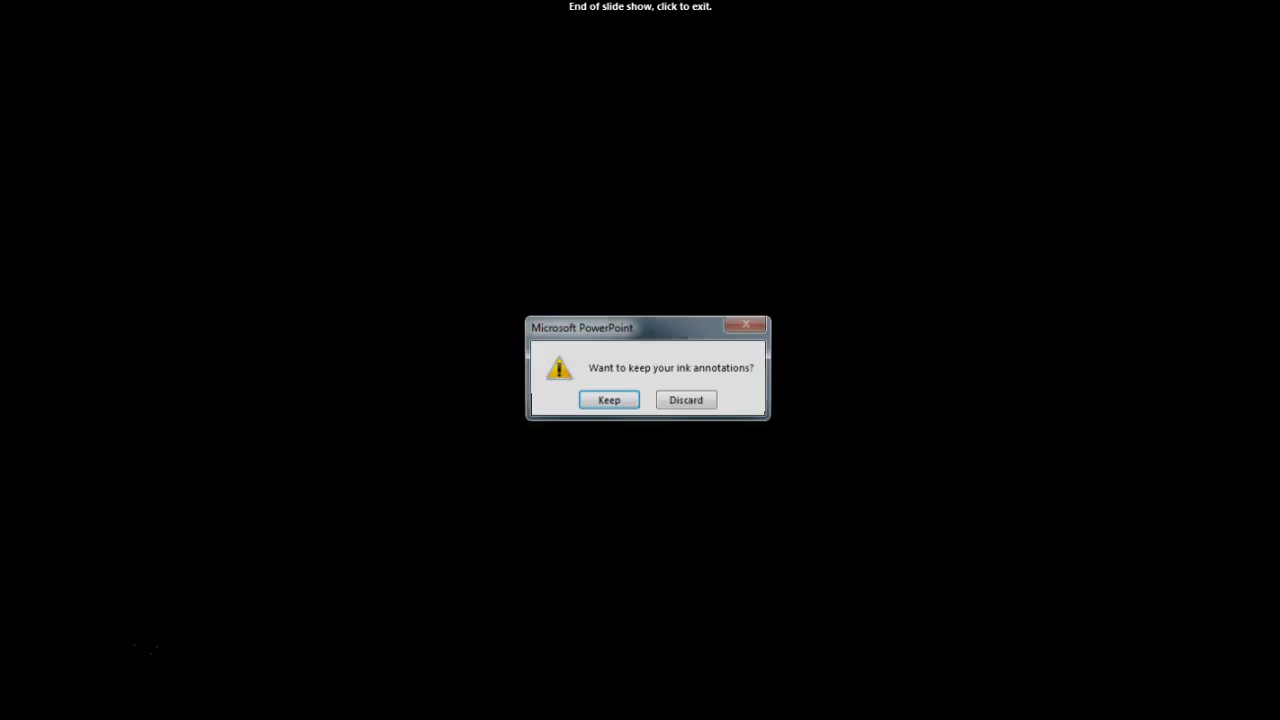 End of slide show, click to exit.
Microsoft PowerPoint
Want to keep your ink annotations?
Keep
Discard